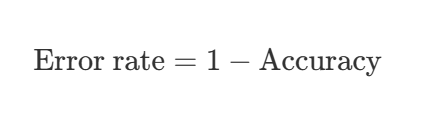 Error rate = 1 − Accuracy